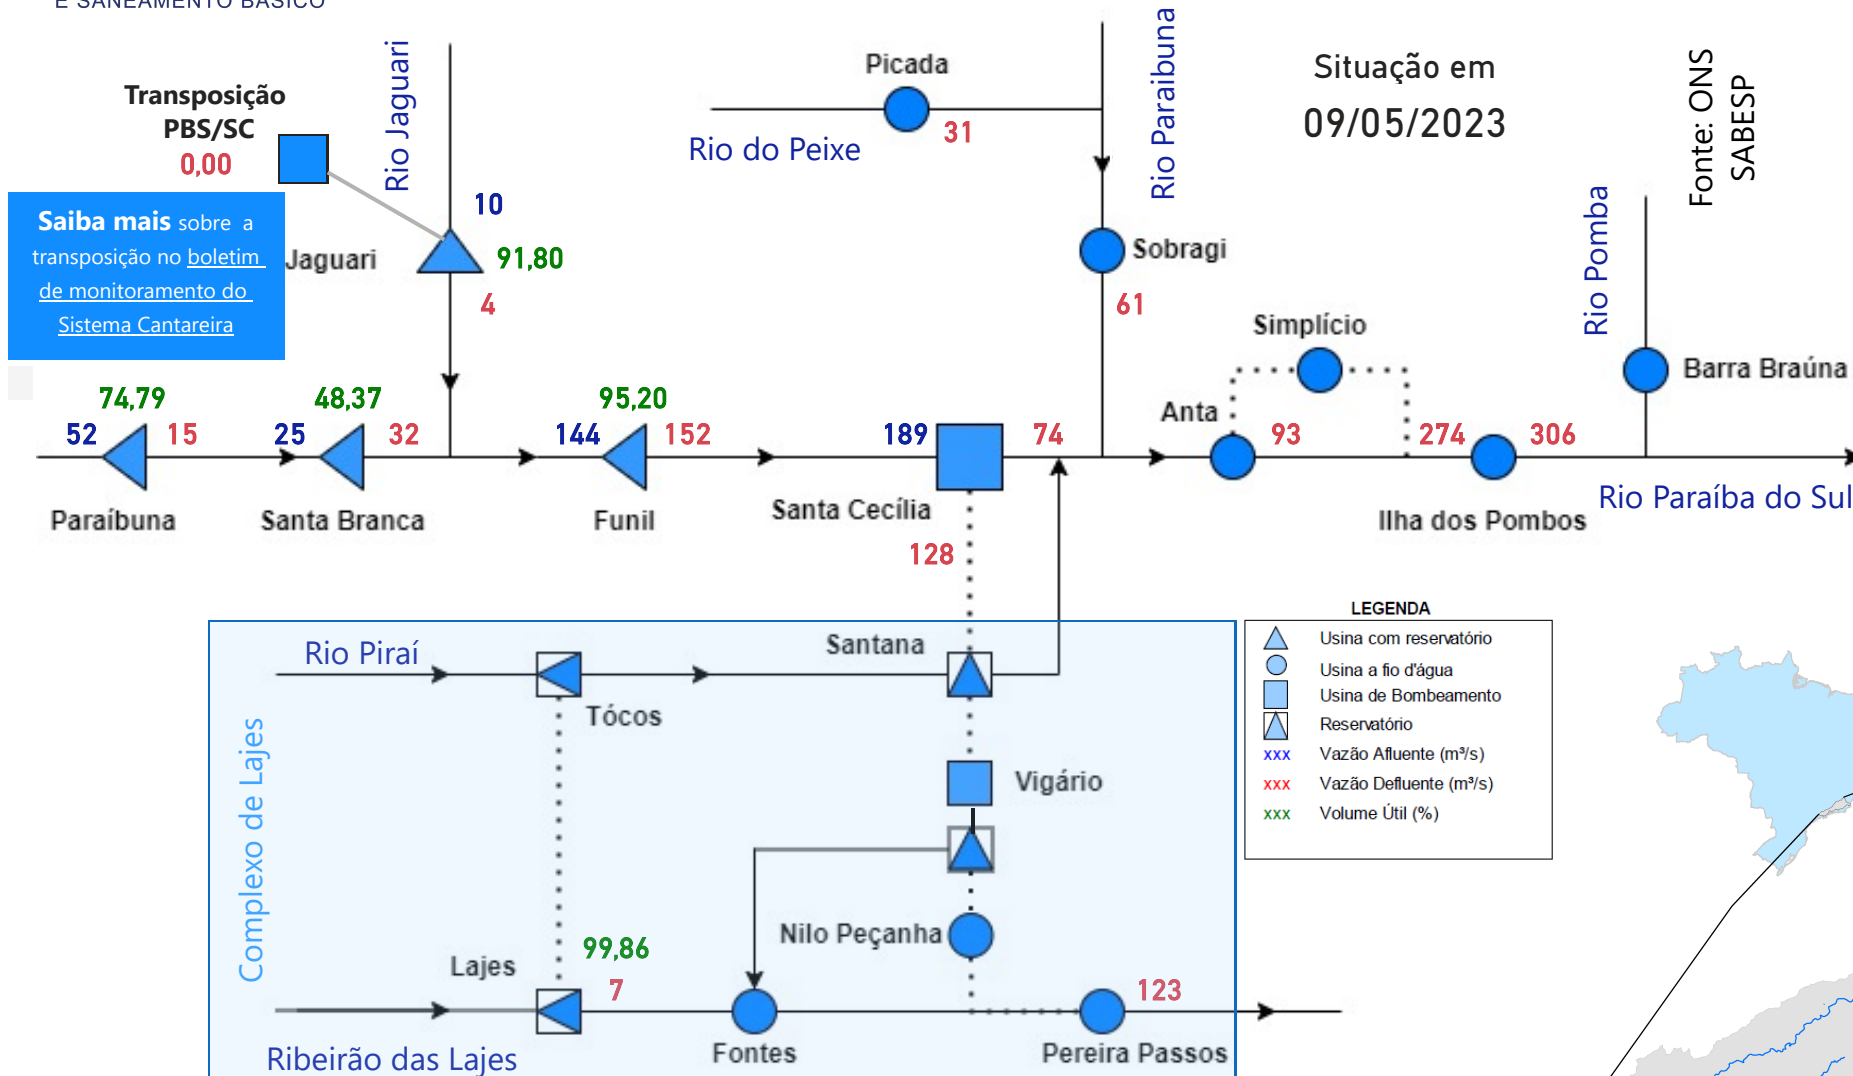 E SANEAMENTO BÁSICO
Transposição
PBS/SC
0,00
Rio Jaguari
Picada
31
Rio do Peixe
Rio Paraibuna
Situação em
09/05/2023
Fonte: ONS
SABESP
Saiba mais sobre a
transposição no boletim
de monitoramento do
Sistema Cantareira
10
Jaguari
91,80
4
Sobragi
61
Simplício
Rio Pomba
Barra Braúna
74,79
52
15
Paraíbuna
48,37
25
32
Santa Branca
95,20
144
152
Funil
189
74
Santa Cecília
128
Anta
93
274
306
Ilha dos Pombos
Rio Paraíba do Sul
Complexo de Lajes
Rio Piraí
Tócos
Santana
Vigário
Nilo Peçanha
Lajes
99,86
7
Ribeirão das Lajes
Fontes
123
Pereira Passos
LEGENDA
Usina com reservatório
Usina a fio d'água
Usina de Bombeamento
Reservatório
xxx Vazão Afluente (m³/s)
xxx Vazão Defluente (m³/s)
xxx Volume Útil (%)